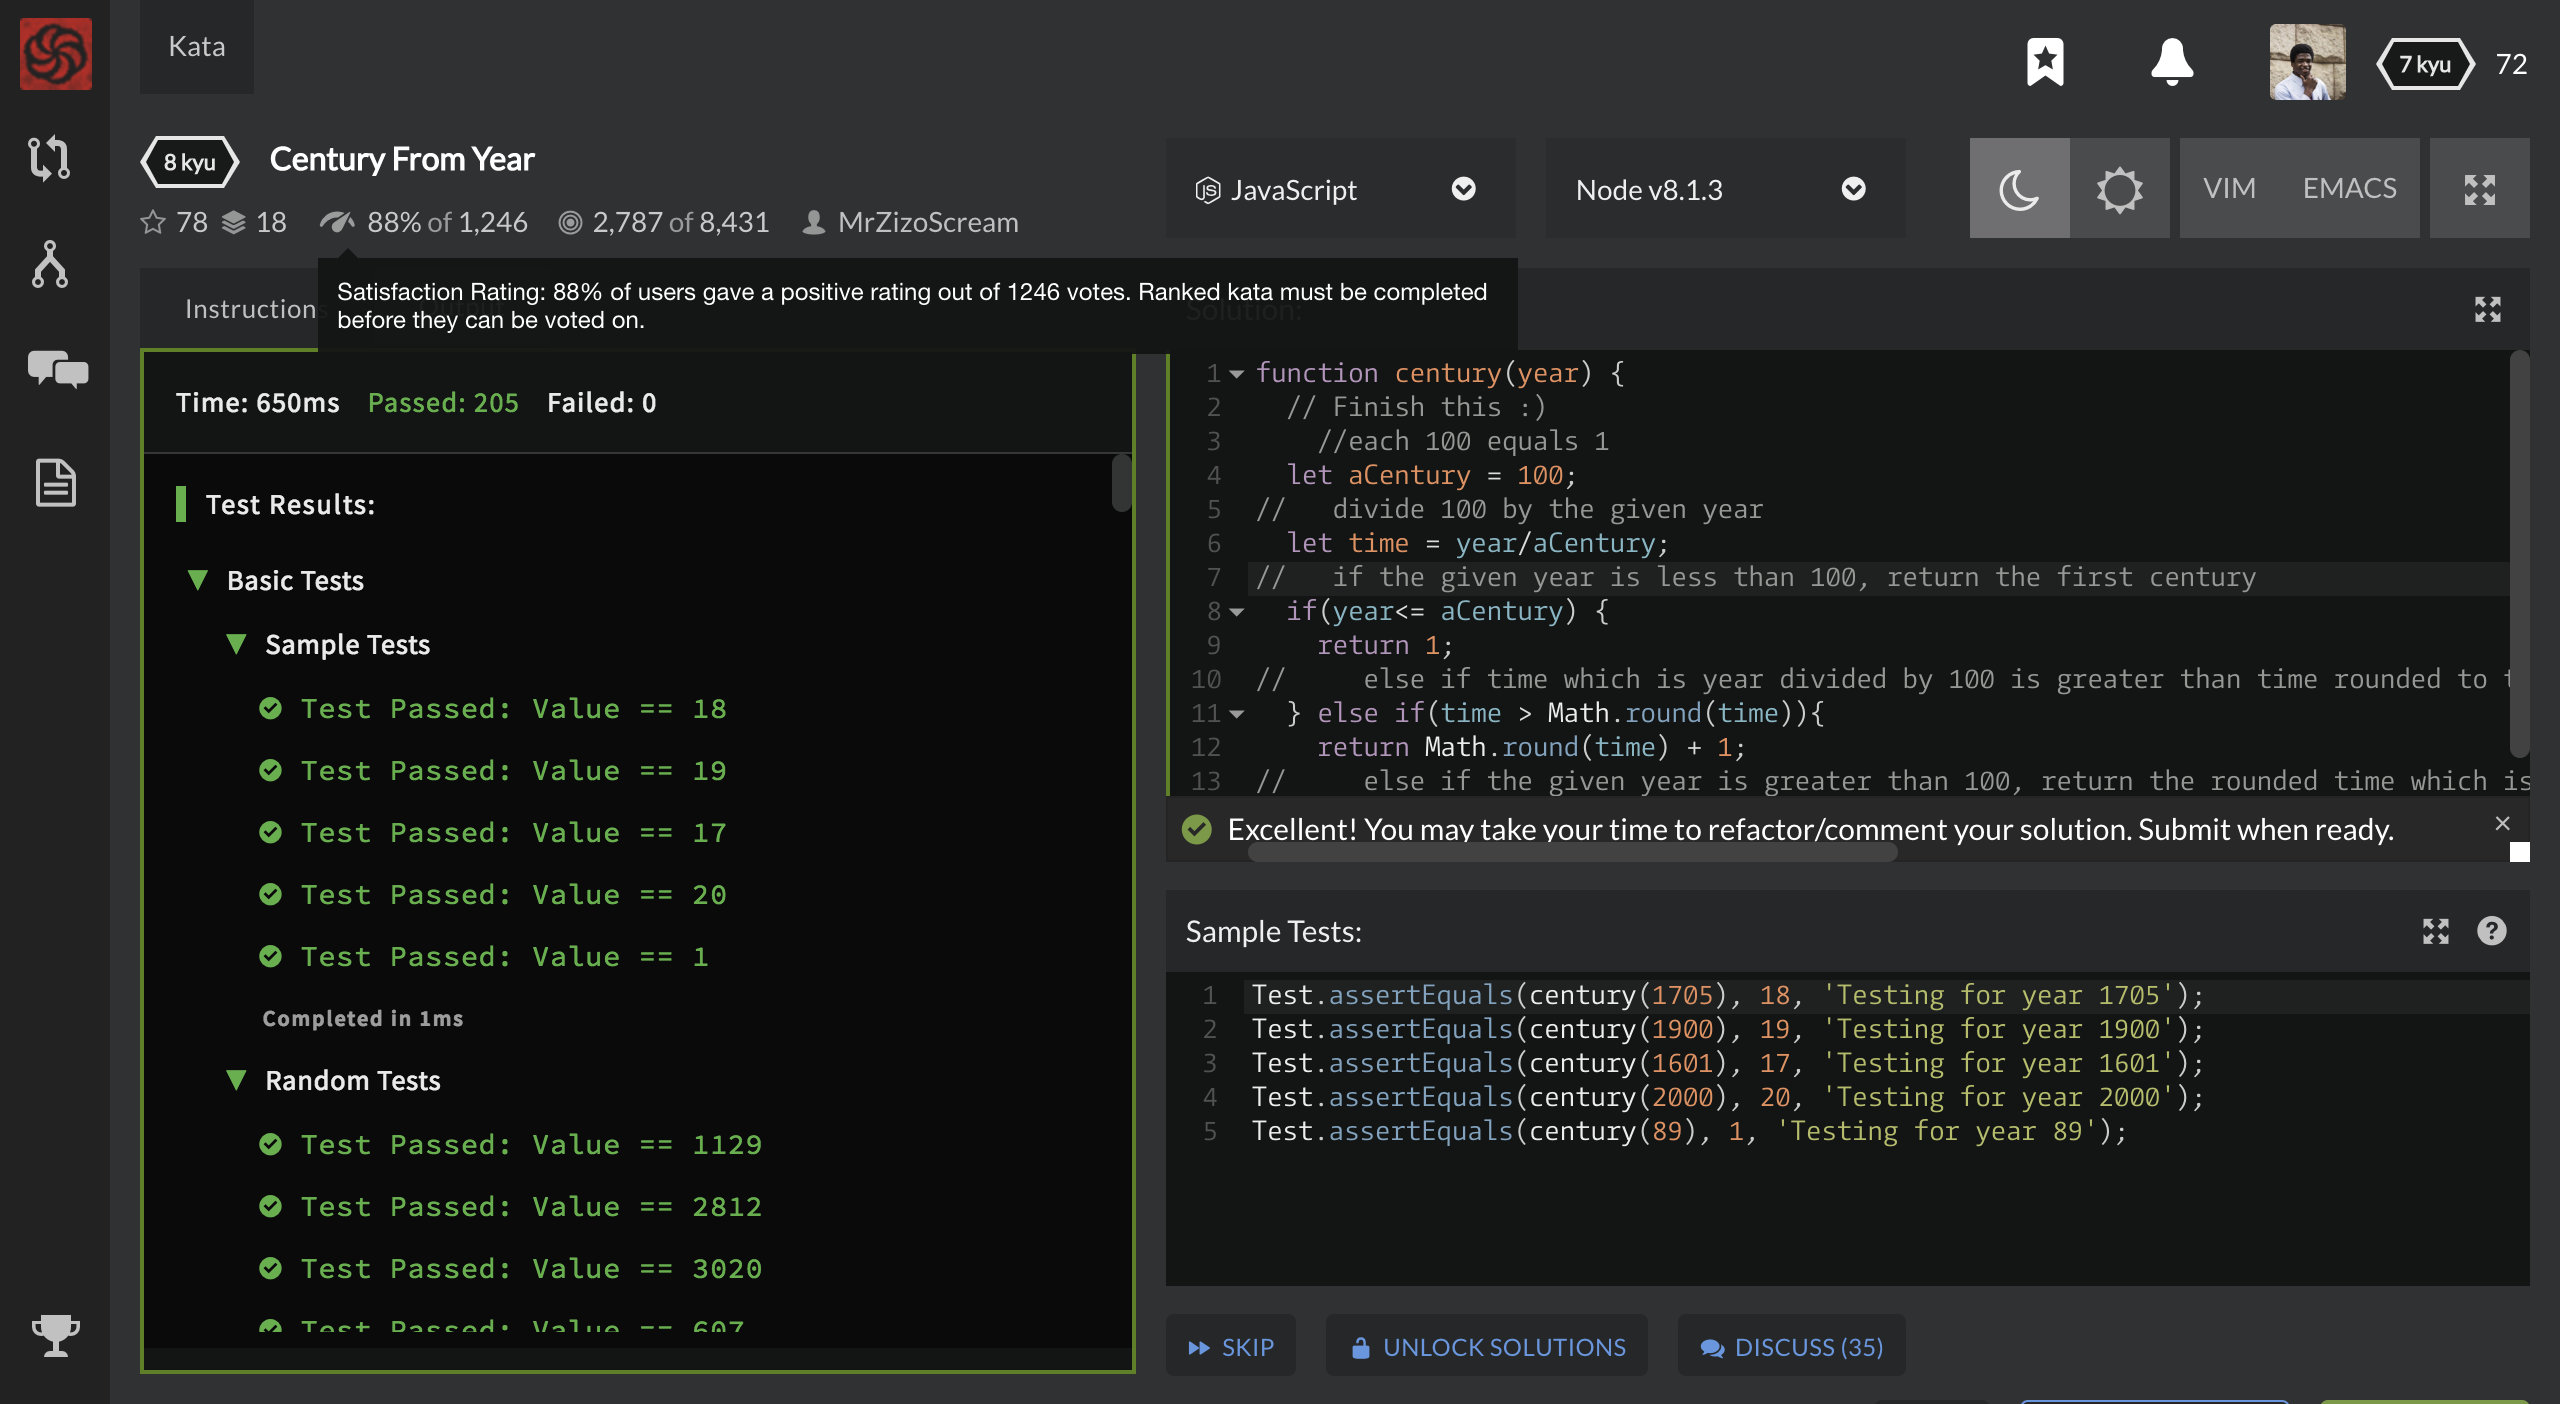 Kata
7 kyu 72
8 kyu Century From Year
78 18 88% of 1,246 2,787 of 8,431 MrZizoScream
JavaScript
Node v8.1.3
VIM EMACS
Instructions
Satisfaction Rating: 88% of users gave a positive rating out of 1246 votes. Ranked kata must be completed
before they can be voted on.
Solution:
Time: 650ms Passed: 205 Failed: 0
Test Results:
Basic Tests
Sample Tests
Test Passed: Value == 18
Test Passed: Value == 19
Test Passed: Value == 17
Test Passed: Value == 20
Test Passed: Value == 1
Completed in 1ms
Random Tests
Test Passed: Value == 1129
Test Passed: Value == 2812
Test Passed: Value == 3020
Test Passed: Value == 607
1 function century(year) {
2 // Finish this :)
3 //each 100 equals 1
4 let aCentury = 100;
5 // divide 100 by the given year
6 let time = year/aCentury;
7 // if the given year is less than 100, return the first century
8 if(year<= aCentury) {
9 return 1;
10 // else if time which is year divided by 100 is greater than time rounded to
11 } else if(time > Math.round(time)){
12 return Math.round(time) + 1;
13 // else if the given year is greater than 100, return the rounded time which is
Excellent! You may take your time to refactor/comment your solution. Submit when ready.
Sample Tests:
1 Test.assertEquals(century(1705), 18, 'Testing for year 1705');
2 Test.assertEquals(century(1900), 19, 'Testing for year 1900');
3 Test.assertEquals(century(1601), 17, 'Testing for year 1601');
4 Test.assertEquals(century(2000), 20, 'Testing for year 2000');
5 Test.assertEquals(century(89), 1, 'Testing for year 89');
SKIP
UNLOCK SOLUTIONS
DISCUSS (35)